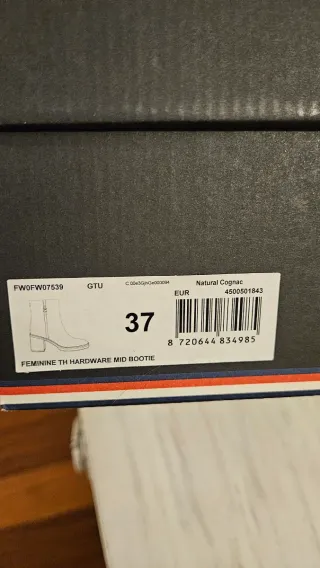 FW0FW07539 GTU Natural Cognac
EUR 4500501843
37
8 720644 834985
FEMININE TH HARDWARE MID BOOTIE